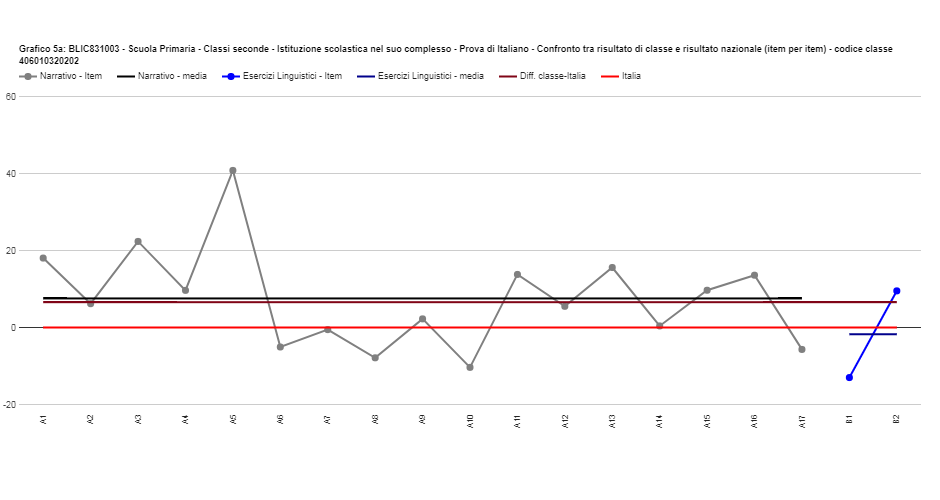 Grafico 5a: BLIC831003 - Scuola Primaria - Classi seconde - Istituzione scolastica nel suo complesso - Prova di Italiano - Confronto tra risultato di classe e risultato nazionale (item per item) - codice classe
406010320202
Narrativo - Item Narrativo - media Esercizi Linguistici - Item Esercizi Linguistici - media Diff. classe-Italia Italia
60
40
20
0
-20
A1 A2 A3 A4 A5 A6 A7 A8 A9 A10 A11 A12 A13 A14 A15 A16 A17 B1 B2